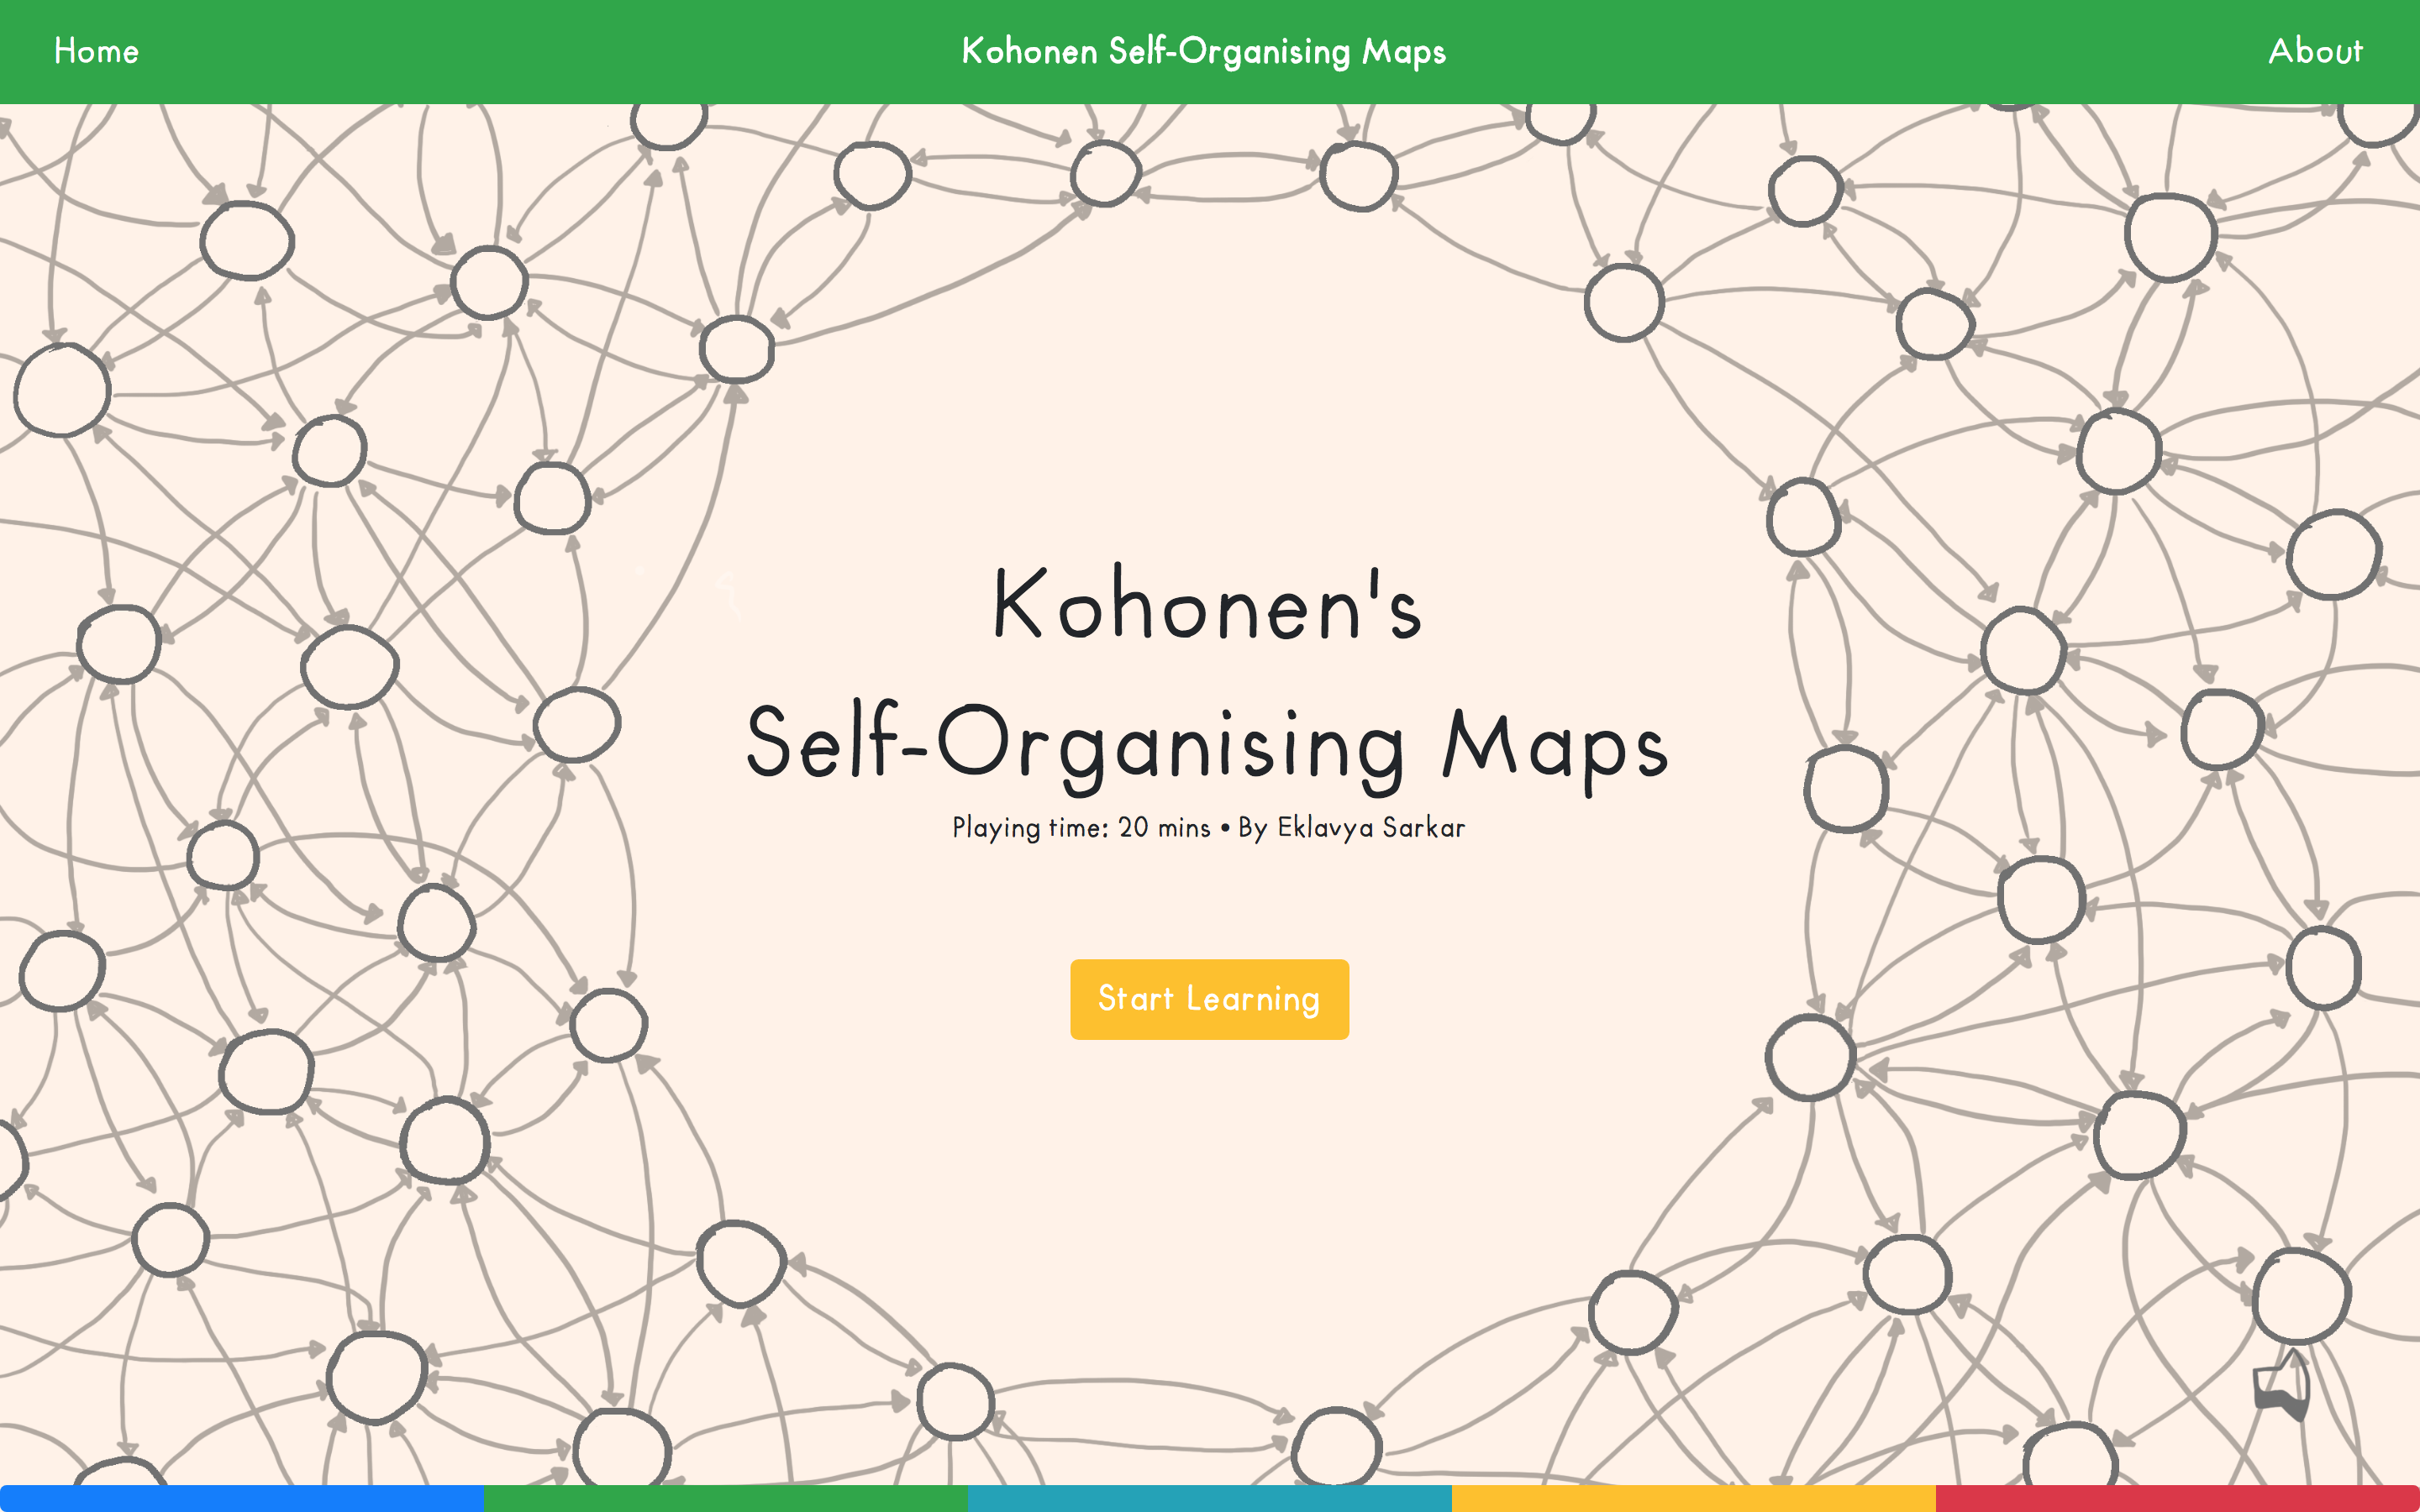 Home
Kohonen Self-Organising Maps
About
Kohonen's
Self-Organising Maps
Playing time: 20 mins • By Eklavya Sarkar
Start Learning